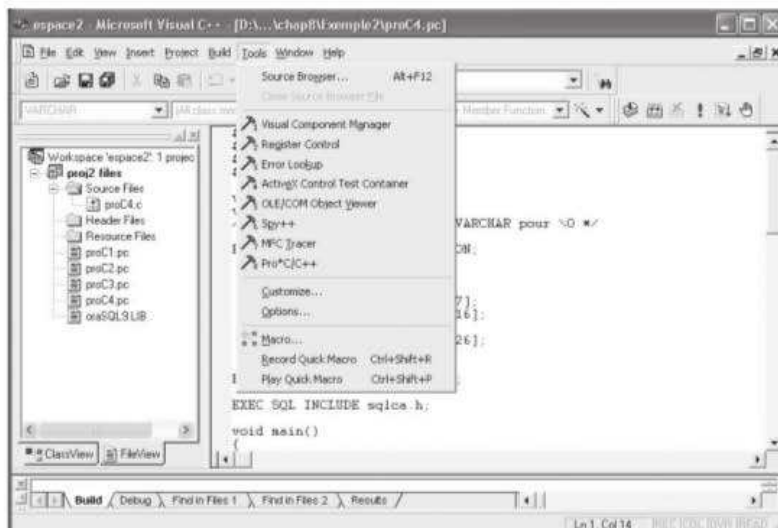 espace2 - Microsoft Visual C++ - [D:\...\chap8\Exemple2\proC4.pc]
File Edit View Insert Project Build Tools Window Help
Source Browser... Alt+F12
Close Source Browser File
Visual Component Manager
Register Control
Error Lookup
ActiveX Control Test Container
OLE/COM Object Viewer
Spy++
MFC Tracer
Pro*C/C++
Customize...
Options...
Macro...
Record Quick Macro Ctrl+Shift+R
Play Quick Macro Ctrl+Shift+P
VARCHAR
Member Function
Workspace 'espace2': 1 projec
proj2 files
Source Files
proC4.c
Header Files
Resource Files
proC1.pc
proC2.pc
proC3.pc
proC4.pc
oraSQL9.LIB
ClassView FileView
VARCHAR pour \0 */
ON;
7];
16];
26];
EXEC SQL INCLUDE sqlca.h;
void main()
{
Build Debug Find in Files 1 Find in Files 2 Results
Ln 1, Col 14